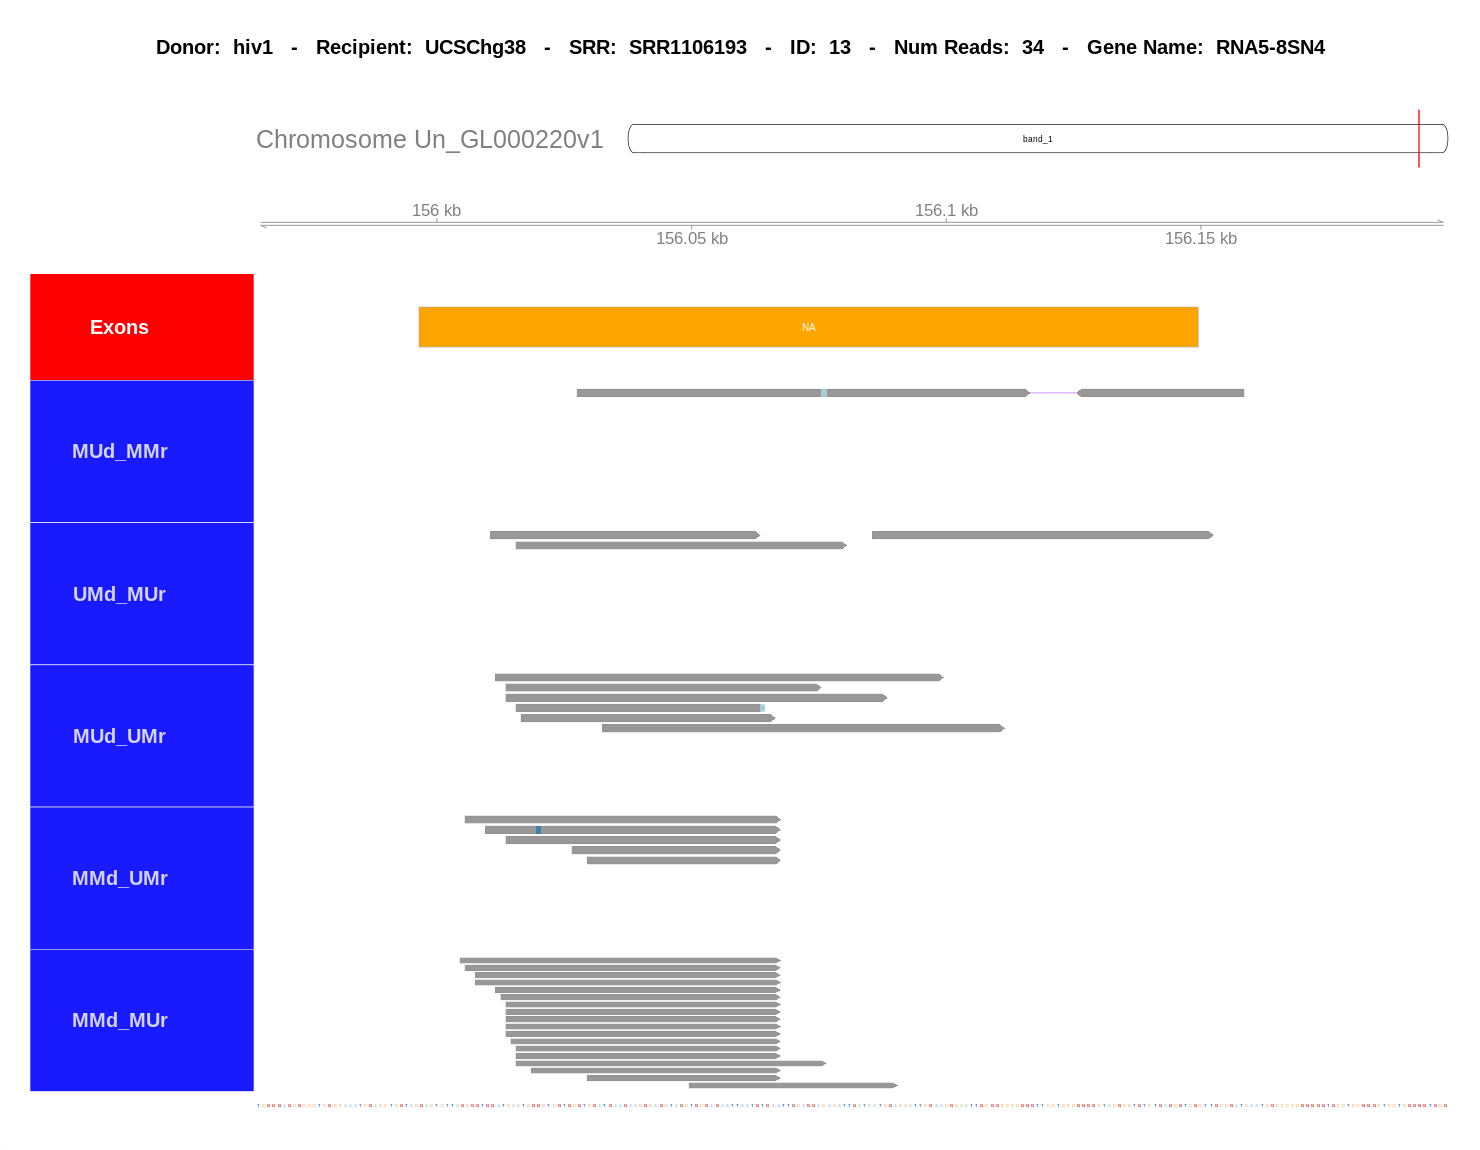 Donor: hiv1 - Recipient: UCSChg38 - SRR: SRR1106193 - ID: 13 - Num Reads: 34 - Gene Name: RNA5-8SN4
Chromosome Un_GL000220v1
band_1
156 kb
156.1 kb
156.05 kb
156.15 kb
Exons
NA
MUd_MMr
UMd_MUr
MUd_UMr
MMd_UMr
MMd_MUr